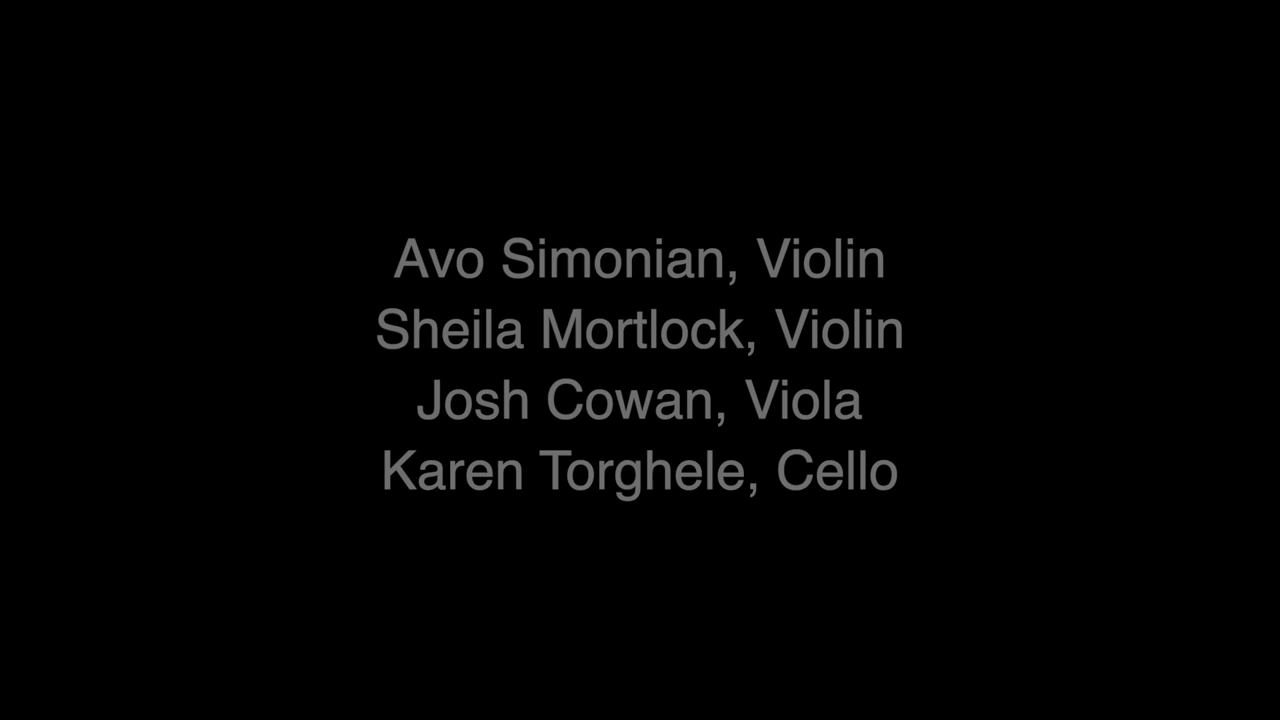 Avo Simonian, Violin
Sheila Mortlock, Violin
Josh Cowan, Viola
Karen Torghele, Cello